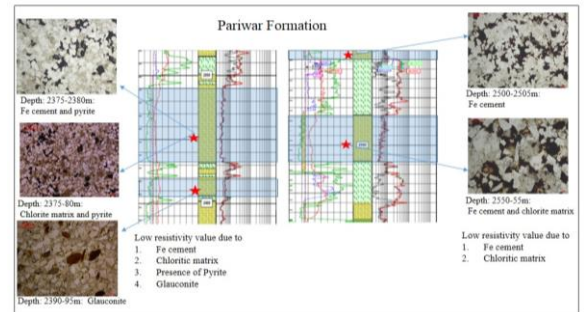 Pariwar Formation
Depth: 2375-2380m:
Fe cement and pyrite
Depth: 2375-80m:
Chlorite matrix and pyrite
Depth: 2390-95m: Glauconite
Low resistivity value due to
1. Fe cement
2. Chloritic matrix
3. Presence of Pyrite
4. Glauconite
Depth: 2500-2505m:
Fe cement
Depth: 2550-55m:
Fe cement and chlorite matrix
Low resistivity value due to
1. Fe cement
2. Chloritic matrix